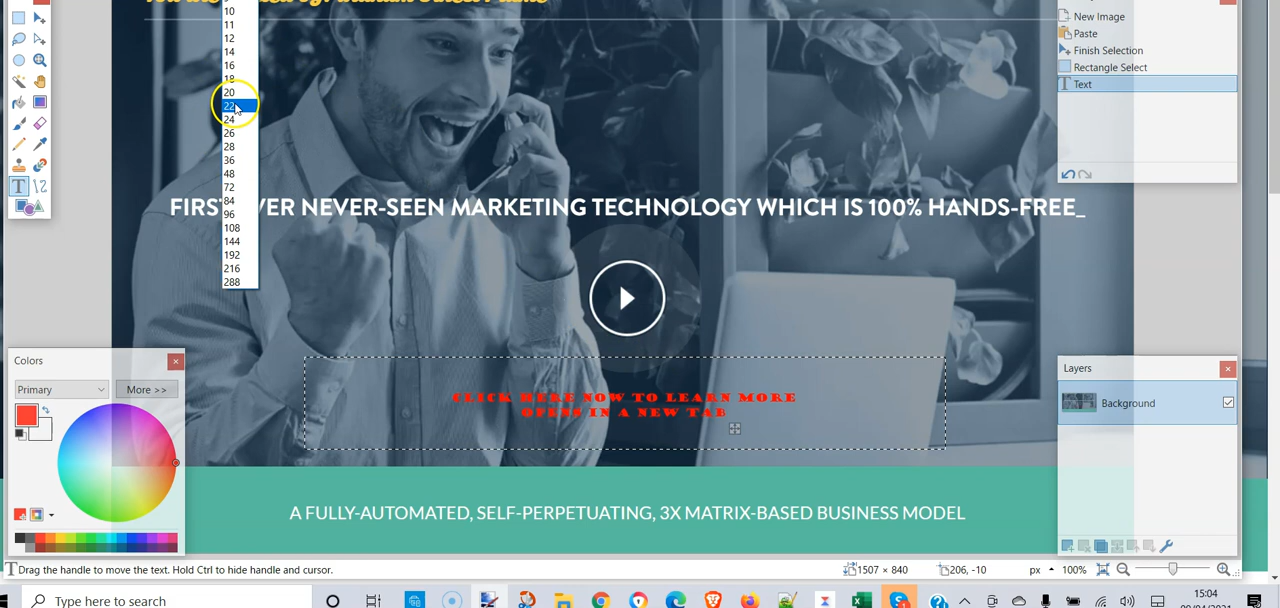 10
11
12
14
16
18
20
22
24
26
28
36
48
72
84
96
108
144
192
216
288
New Image
Paste
Finish Selection
Rectangle Select
Text
NEVER-SEEN MARKETING TECHNOLOGY WHICH IS 100% HANDS-FREE_
CLICK HERE NOW TO LEARN MORE
OPENS IN A NEW TAB
Colors
Primary
More >>
Layers
Background
A FULLY-AUTOMATED, SELF-PERPETUATING, 3X MATRIX-BASED BUSINESS MODEL
Drag the handle to move the text. Hold Ctrl to hide handle and cursor.
1507 × 840
206, -10
px
100%
Type here to search
15:04